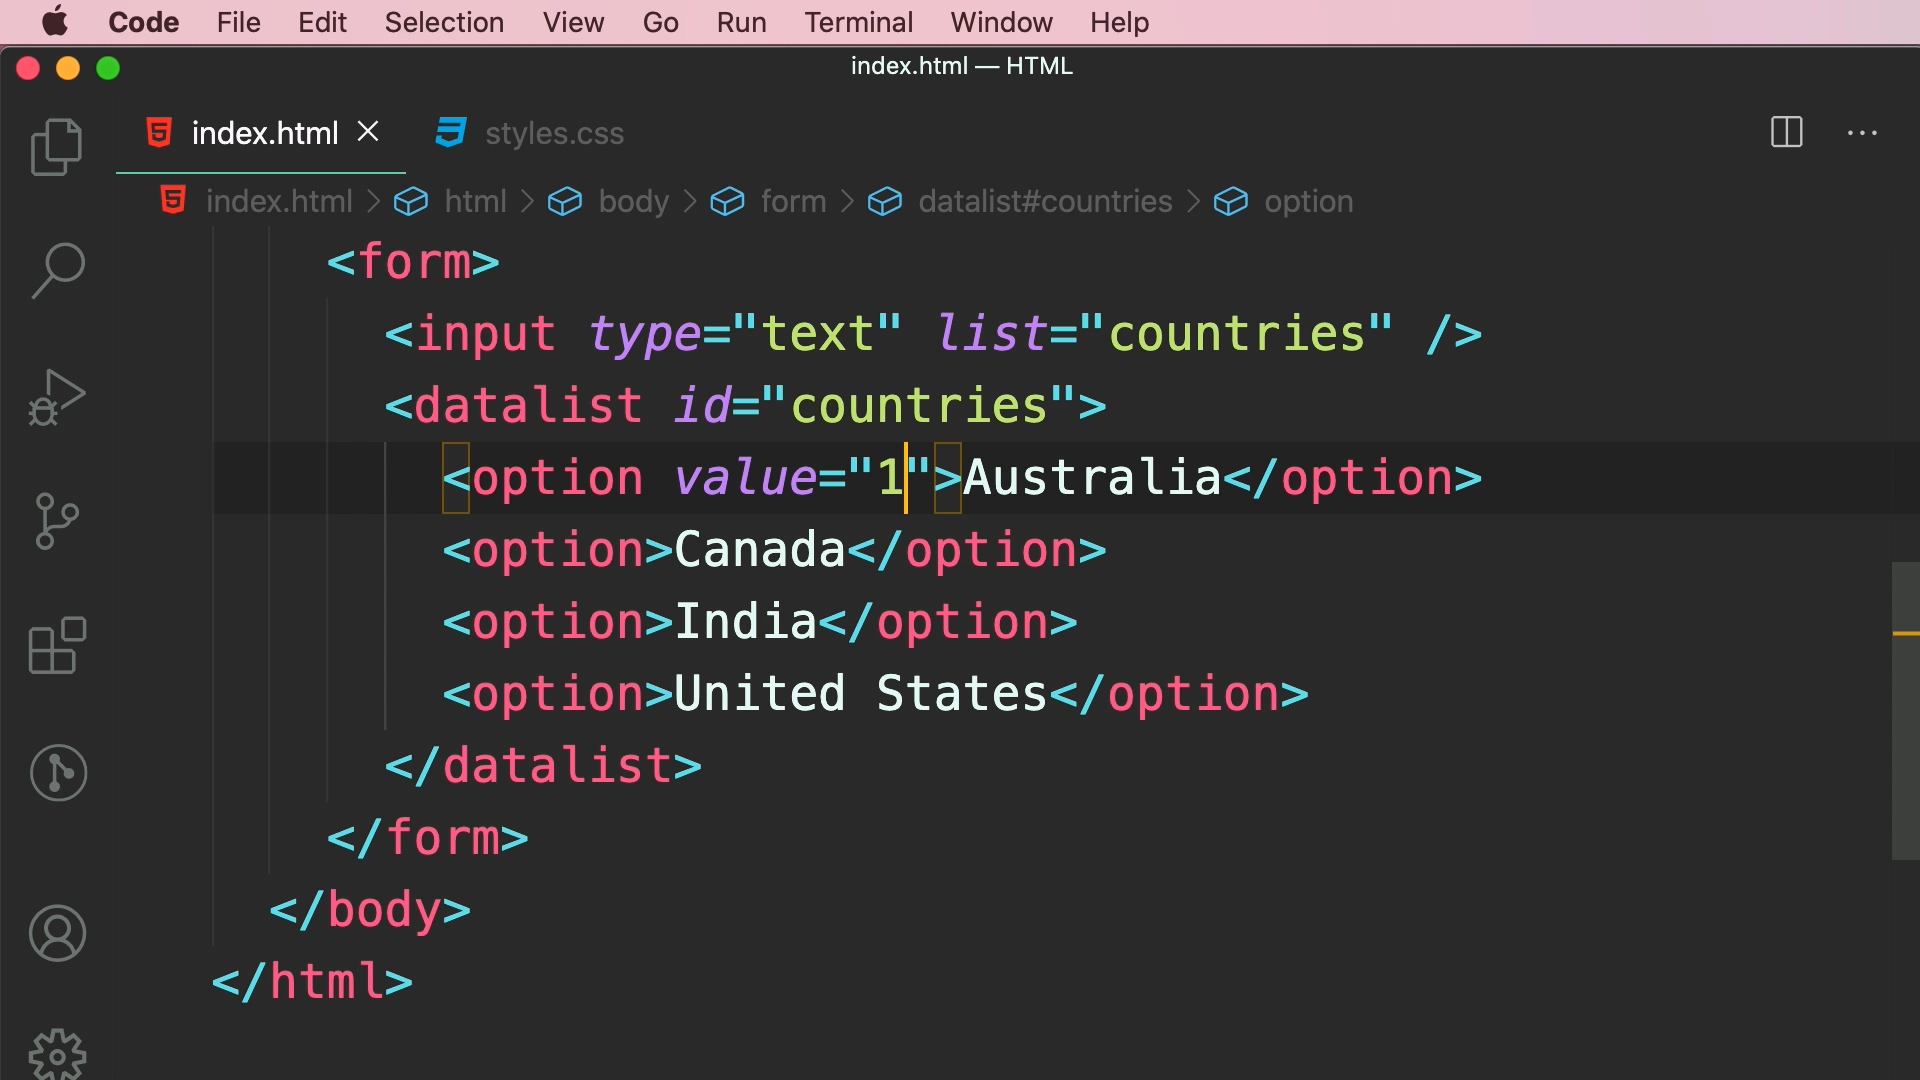 Code File Edit Selection View Go Run Terminal Window Help
index.html — HTML
index.html styles.css
index.html > html > body > form > datalist#countries > option
<form>
<input type="text" list="countries" />
<datalist id="countries">
<option value="1">Australia</option>
<option>Canada</option>
<option>India</option>
<option>United States</option>
</datalist>
</form>
</body>
</html>